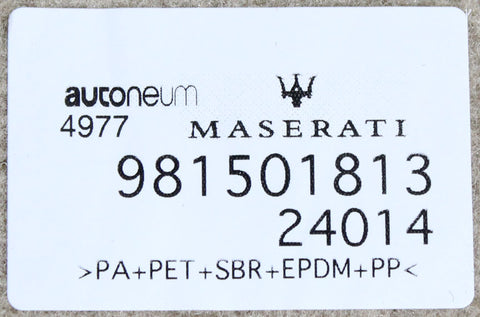 autoneum
4977 MASERATI
981501813
24014
>PA+PET+SBR+EPDM+PP<